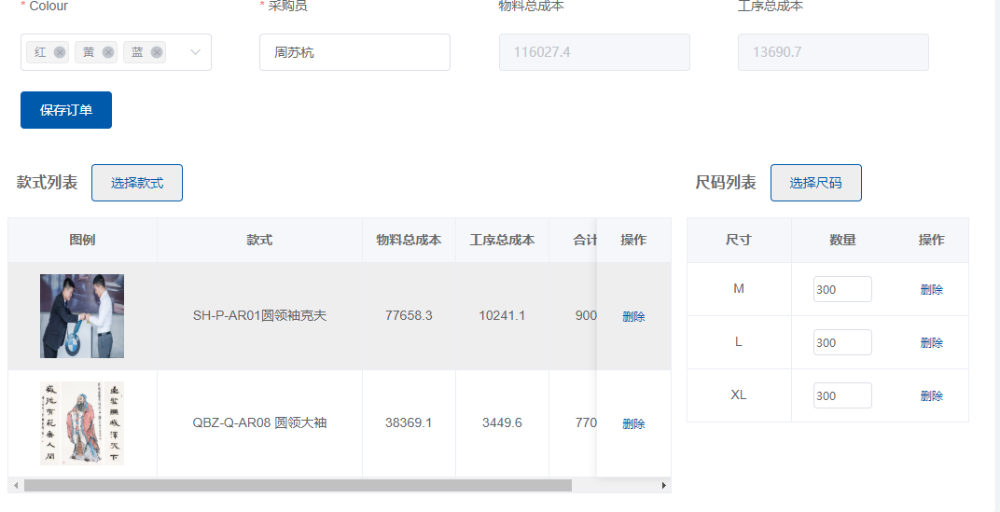 * Colour
* 采购员
物料总成本
工序总成本
红 黄 蓝
周苏杭
116027.4
13690.7
保存订单
款式列表
选择款式
图例 款式 物料总成本 工序总成本 合计 操作
SH-P-AR01圆领袖克夫 77658.3 10241.1 900 删除
QBZ-Q-AR08 圆领大袖 38369.1 3449.6 770 删除
尺码列表
选择尺码
尺寸 数量 操作
M 300 删除
L 300 删除
XL 300 删除